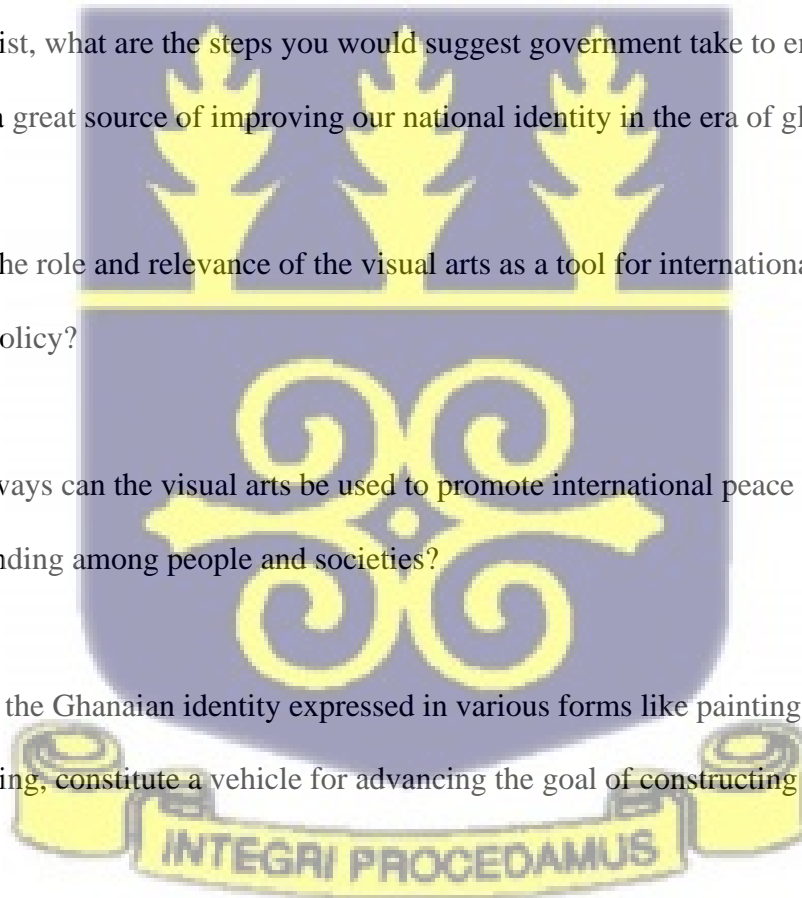 ist, what are the steps you would suggest government take to en
a great source of improving our national identity in the era of gl
he role and relevance of the visual arts as a tool for internationa
olicy?
ways can the visual arts be used to promote international peace
nding among people and societies?
the Ghanaian identity expressed in various forms like painting
ing, constitute a vehicle for advancing the goal of constructing
INTEGRI PROCEDAMUS